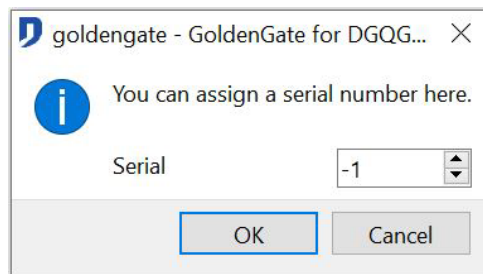 goldengate - GoldenGate for DGQG...
You can assign a serial number here.
Serial -1
OK Cancel